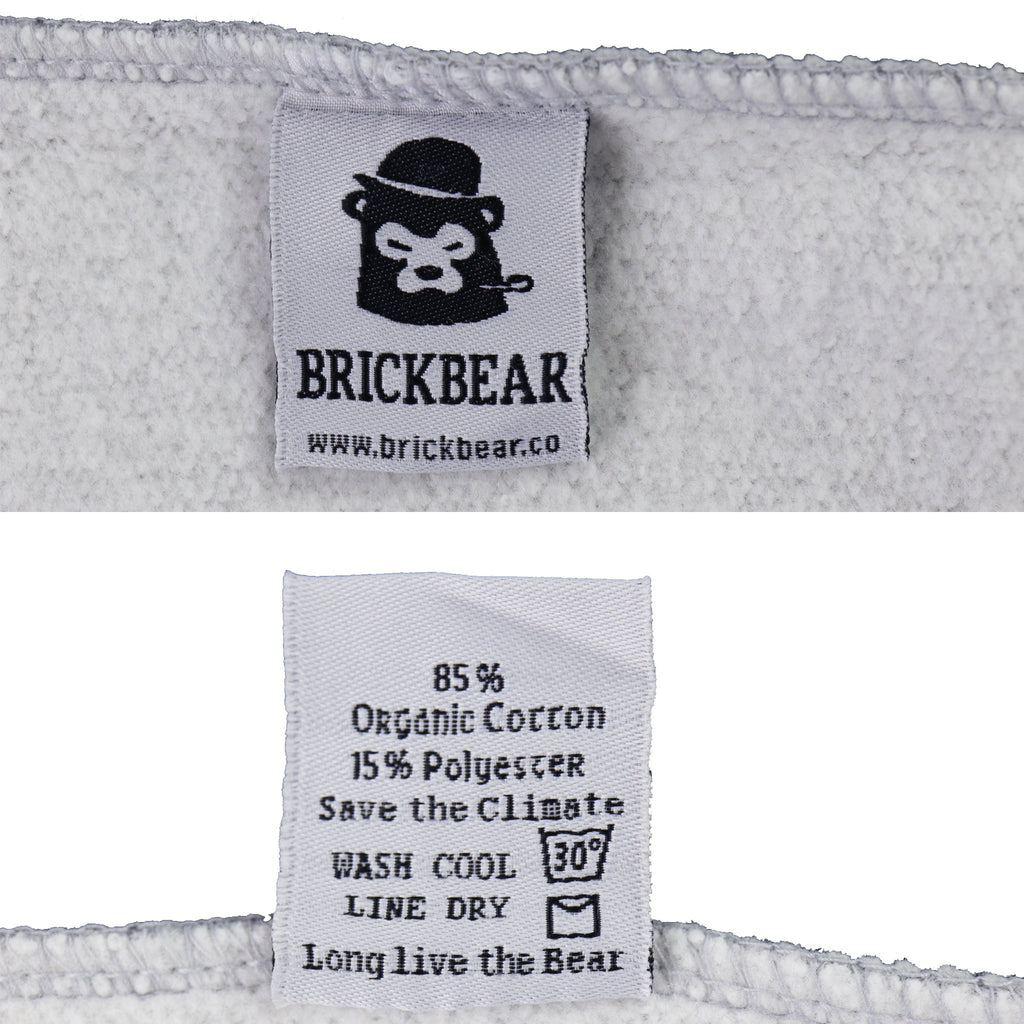 BRICKBEAR
www.brickbear.co
85%
Organic Cotton
15% Polyester
Save the Climate
WASH COOL 30°
LINE DRY
Long live the Bear